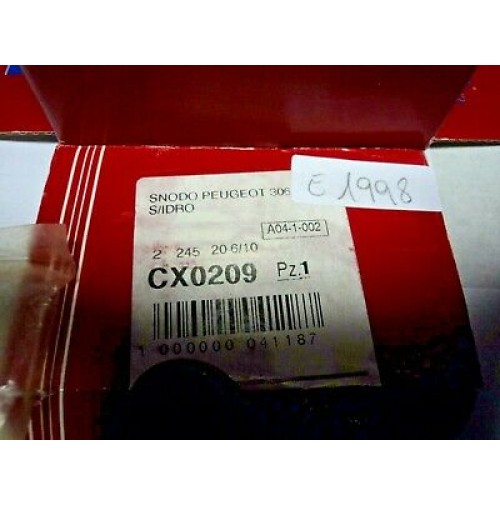 SNODO PEUGEOT 306
E 1998
S/IDRO
A04-1-002
2 245 20-6/10
CX0209 Pz.1
1 000000 041187